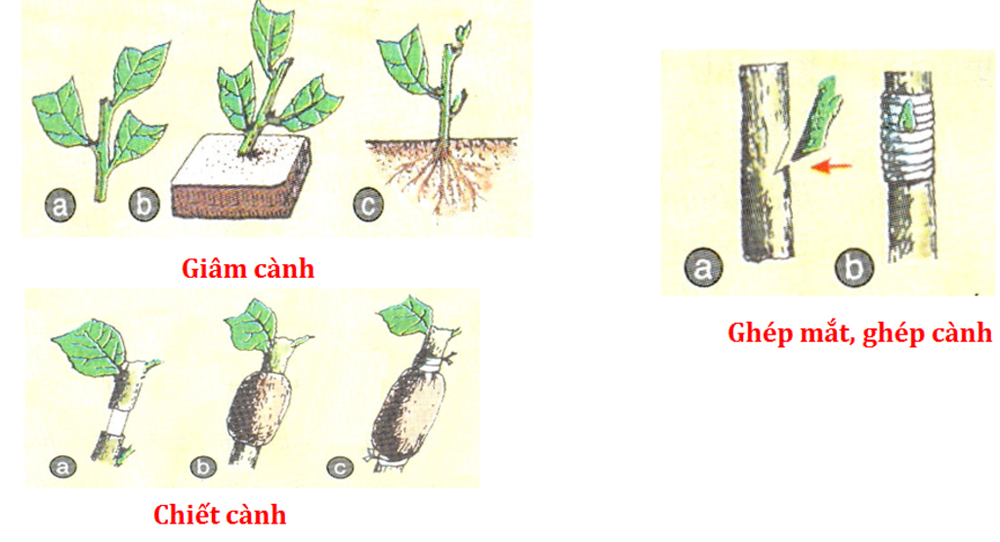 a b c
Giâm cành
a b
Ghép mắt, ghép cành
a b c
Chiết cành